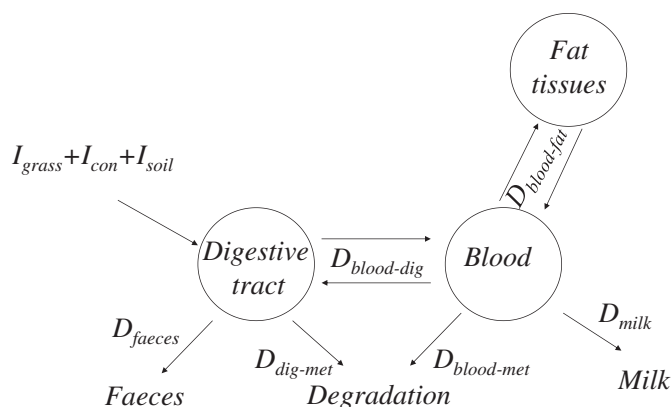 Fat
tissues
I_grass+I_con+I_soil
D_blood-fat
Digestive
tract
D_blood-dig
Blood
D_faeces
D_dig-met
D_blood-met
D_milk
Faeces
Degradation
Milk